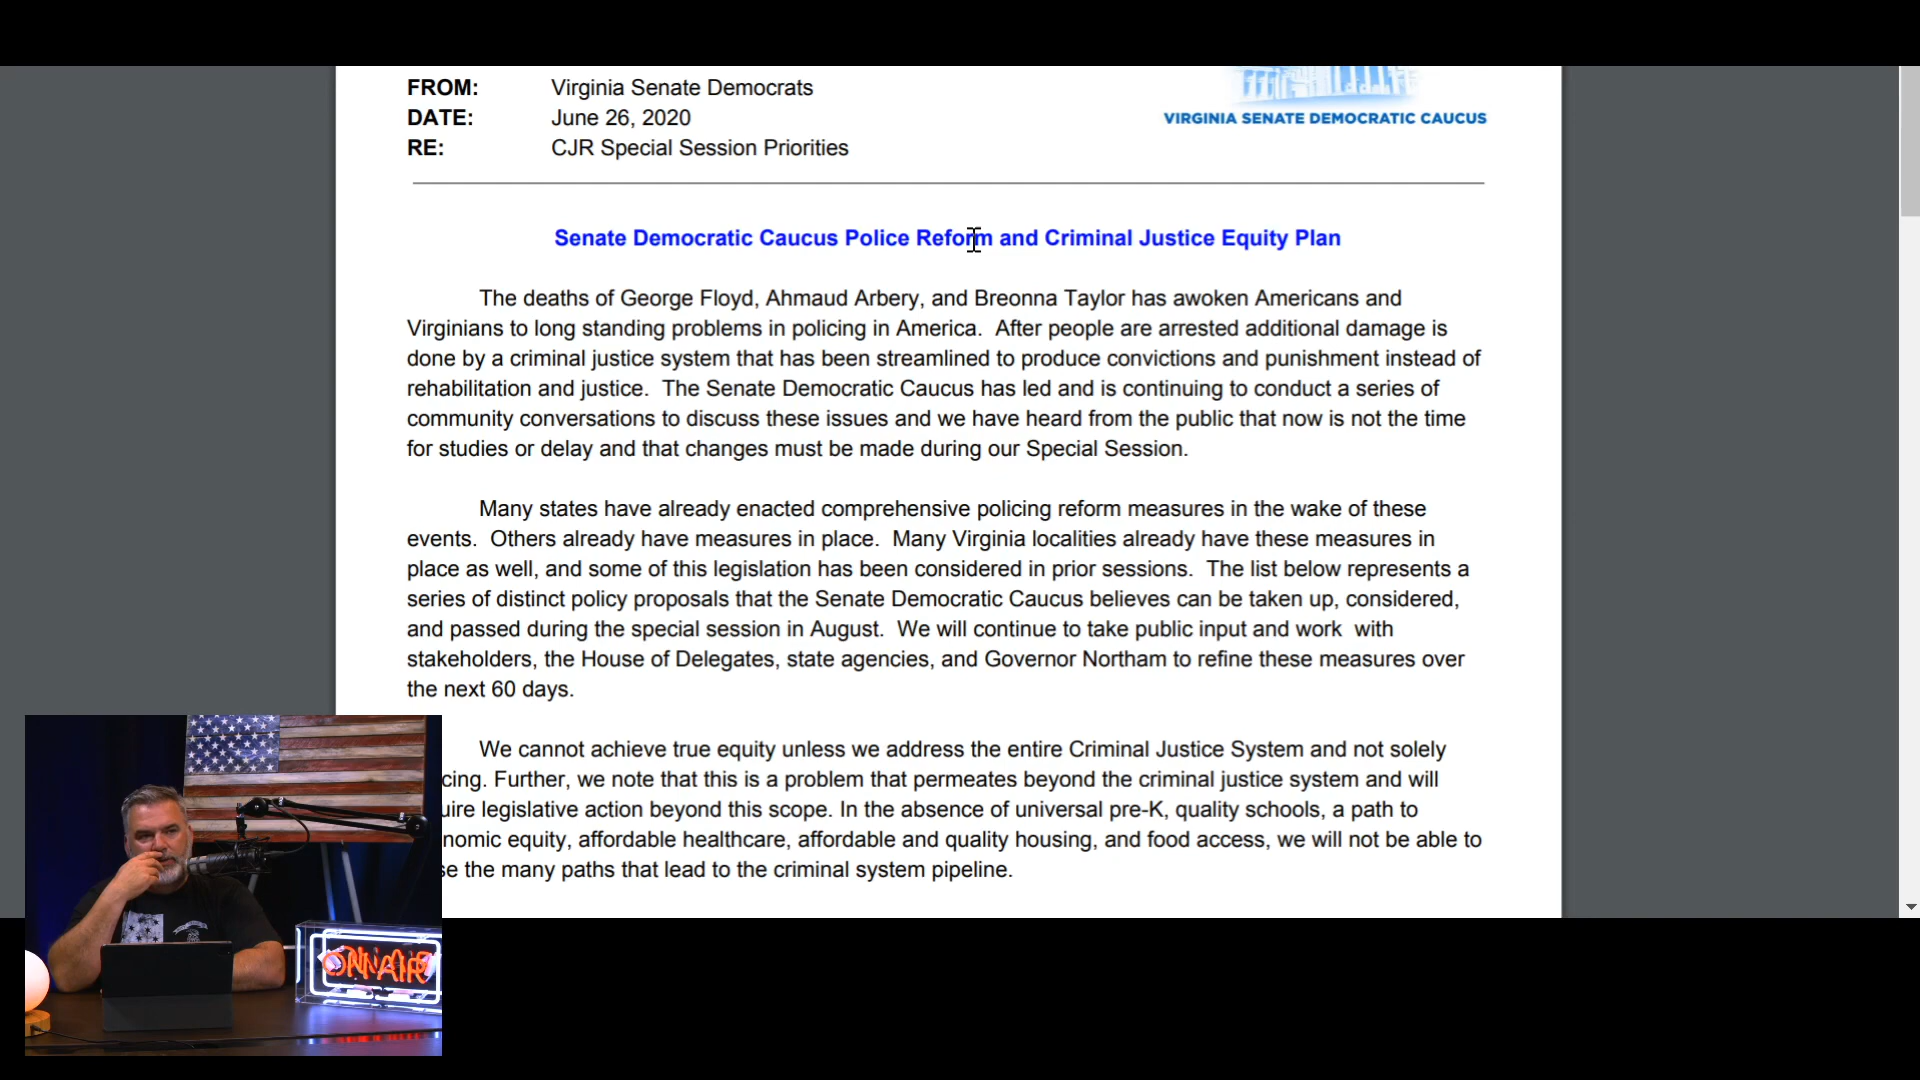 FROM: Virginia Senate Democrats
DATE: June 26, 2020
RE: CJR Special Session Priorities
VIRGINIA SENATE DEMOCRATIC CAUCUS
Senate Democratic Caucus Police Reform and Criminal Justice Equity Plan
The deaths of George Floyd, Ahmaud Arbery, and Breonna Taylor has awoken Americans and
Virginians to long standing problems in policing in America. After people are arrested additional damage is
done by a criminal justice system that has been streamlined to produce convictions and punishment instead of
rehabilitation and justice. The Senate Democratic Caucus has led and is continuing to conduct a series of
community conversations to discuss these issues and we have heard from the public that now is not the time
for studies or delay and that changes must be made during our Special Session.
Many states have already enacted comprehensive policing reform measures in the wake of these
events. Others already have measures in place. Many Virginia localities already have these measures in
place as well, and some of this legislation has been considered in prior sessions. The list below represents a
series of distinct policy proposals that the Senate Democratic Caucus believes can be taken up, considered,
and passed during the special session in August. We will continue to take public input and work with
stakeholders, the House of Delegates, state agencies, and Governor Northam to refine these measures over
the next 60 days.
We cannot achieve true equity unless we address the entire Criminal Justice System and not solely
cing. Further, we note that this is a problem that permeates beyond the criminal justice system and will
uire legislative action beyond this scope. In the absence of universal pre-K, quality schools, a path to
nomic equity, affordable healthcare, affordable and quality housing, and food access, we will not be able to
se the many paths that lead to the criminal system pipeline.
ON AIR